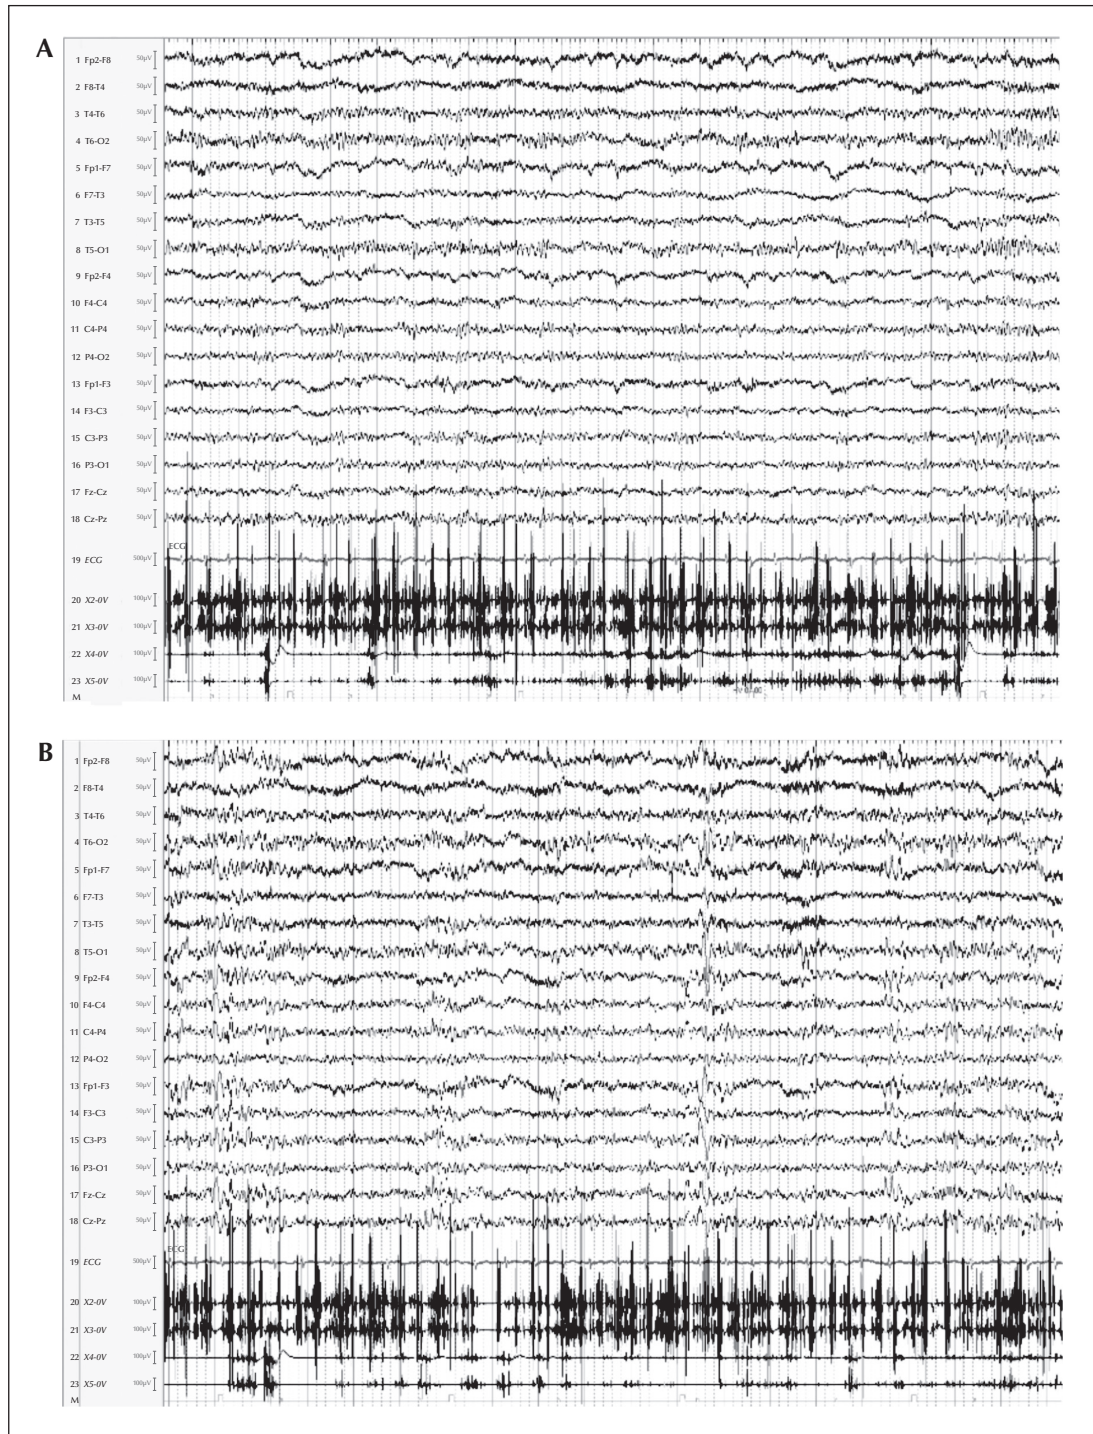 A
1 Fp2-F8 50μV
2 F8-T4 50μV
3 T4-T6 50μV
4 T6-O2 50μV
5 Fp1-F7 50μV
6 F7-T3 50μV
7 T3-T5 50μV
8 T5-O1 50μV
9 Fp2-F4 50μV
10 F4-C4 50μV
11 C4-P4 50μV
12 P4-O2 50μV
13 Fp1-F3 50μV
14 F3-C3 50μV
15 C3-P3 50μV
16 P3-O1 50μV
17 Fz-Cz 50μV
18 Cz-Pz 50μV
ECG
19 ECG 500μV
20 X2-0V 100μV
21 X3-0V 100μV
22 X4-0V 100μV
23 X5-0V 100μV
M
B
1 Fp2-F8 50μV
2 F8-T4 50μV
3 T4-T6 50μV
4 T6-O2 50μV
5 Fp1-F7 50μV
6 F7-T3 50μV
7 T3-T5 50μV
8 T5-O1 50μV
9 Fp2-F4 50μV
10 F4-C4 50μV
11 C4-P4 50μV
12 P4-O2 50μV
13 Fp1-F3 50μV
14 F3-C3 50μV
15 C3-P3 50μV
16 P3-O1 50μV
17 Fz-Cz 50μV
18 Cz-Pz 50μV
ECG
19 ECG 500μV
20 X2-0V 100μV
21 X3-0V 100μV
22 X4-0V 100μV
23 X5-0V 100μV
M